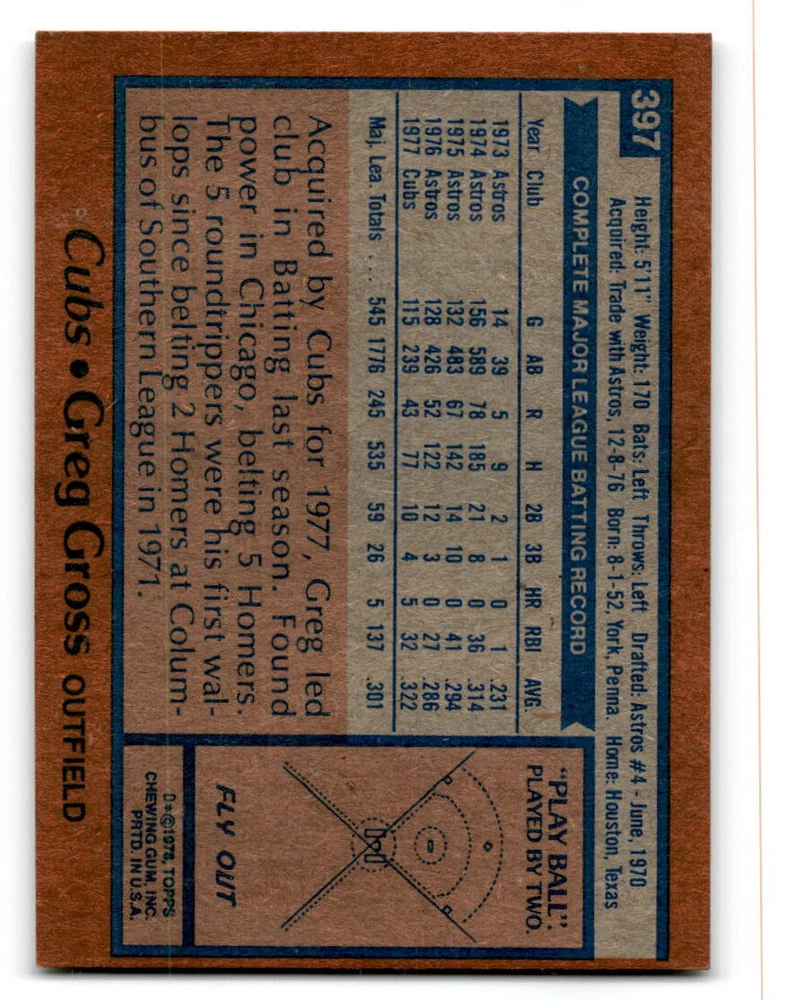 397
Height: 5'11" Weight: 170 Bats: Left Throws: Left Drafted: Astros #4 - June, 1970
Acquired: Trade with Astros, 12-8-76 Born: 8-1-52, York, Penna. Home: Houston, Texas
COMPLETE MAJOR LEAGUE BATTING RECORD
Year Club G AB R H 2B 3B HR RBI AVG.
1973 Astros 14 39 5 9 2 1 0 1 .231
1974 Astros 156 589 78 185 21 8 0 36 .314
1975 Astros 132 483 67 142 14 10 0 41 .294
1976 Astros 128 426 52 122 12 3 0 27 .286
1977 Cubs 115 239 43 77 10 4 5 32 .322
Maj. Lea. Totals ... 545 1776 245 535 59 26 5 137 .301
Acquired by Cubs for 1977, Greg led
club in Batting last season. Found
power in Chicago, belting 5 Homers.
The 5 roundtrippers were his first wal-
lops since belting 2 Homers at Colum-
bus of Southern League in 1971.
"PLAY BALL":
PLAYED BY TWO.
FLY OUT
D*©1978, TOPPS
CHEWING GUM, INC.
PRTD. IN U.S.A.
Cubs • Greg Gross OUTFIELD